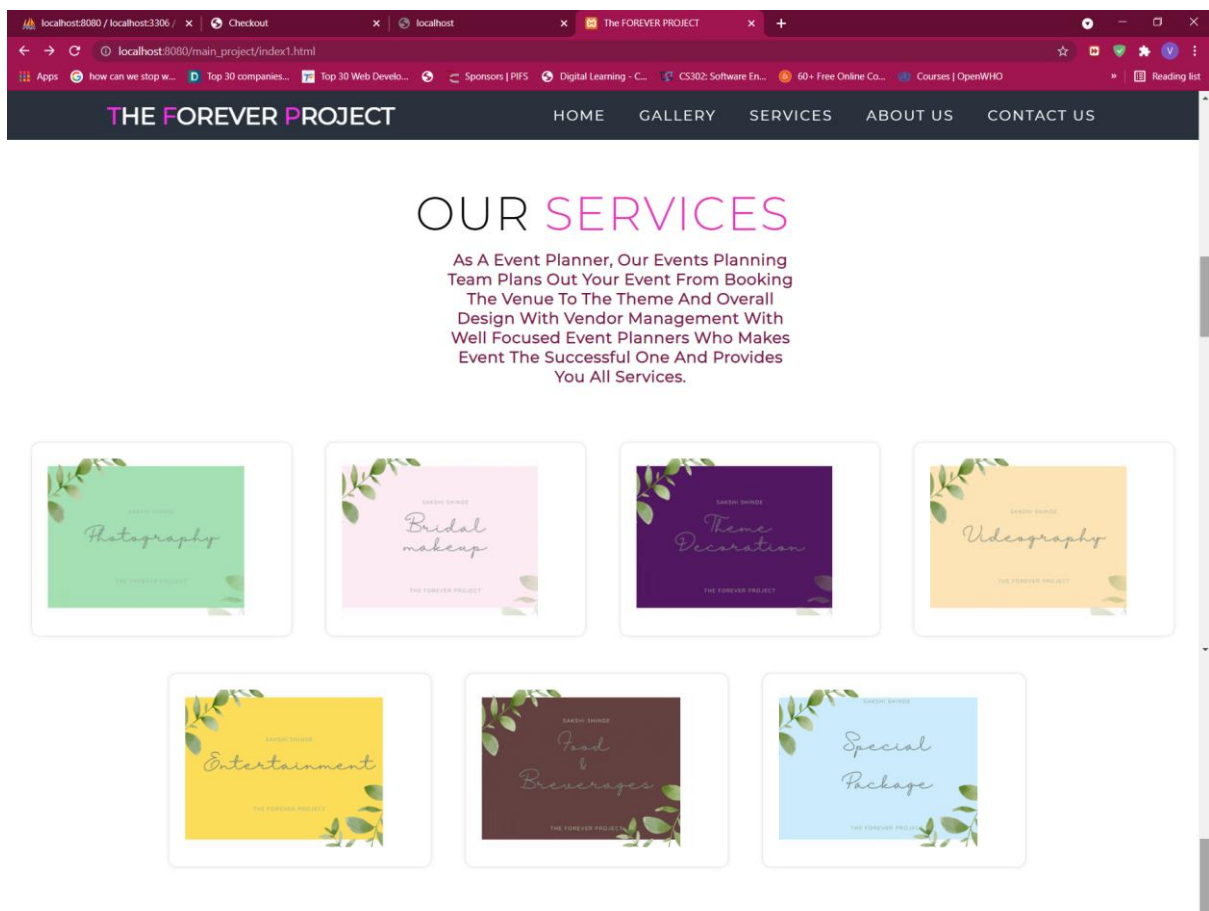 localhost:8080 / localhost:3306 /
Checkout
localhost
The FOREVER PROJECT
localhost:8080/main_project/index1.html
V
Apps
how can we stop w...
Top 30 companies...
Top 30 Web Develo...
Sponsors | PIFS
Digital Learning - C...
CS302: Software En...
60+ Free Online Co...
Courses | OpenWHO
»
Reading list
THE FOREVER PROJECT
HOME GALLERY SERVICES ABOUT US CONTACT US
OUR SERVICES
As A Event Planner, Our Events Planning
Team Plans Out Your Event From Booking
The Venue To The Theme And Overall
Design With Vendor Management With
Well Focused Event Planners Who Makes
Event The Successful One And Provides
You All Services.
SAKSHI SHINDE
Photography
THE FOREVER PROJECT
SAKSHI SHINDE
Bridal
makeup
THE FOREVER PROJECT
SAKSHI SHINDE
Theme
Decoration
THE FOREVER PROJECT
SAKSHI SHINDE
Videography
THE FOREVER PROJECT
SAKSHI SHINDE
Entertainment
THE FOREVER PROJECT
SAKSHI SHINDE
Food
&
Breverages
THE FOREVER PROJECT
SAKSHI SHINDE
Special
Package
THE FOREVER PROJECT